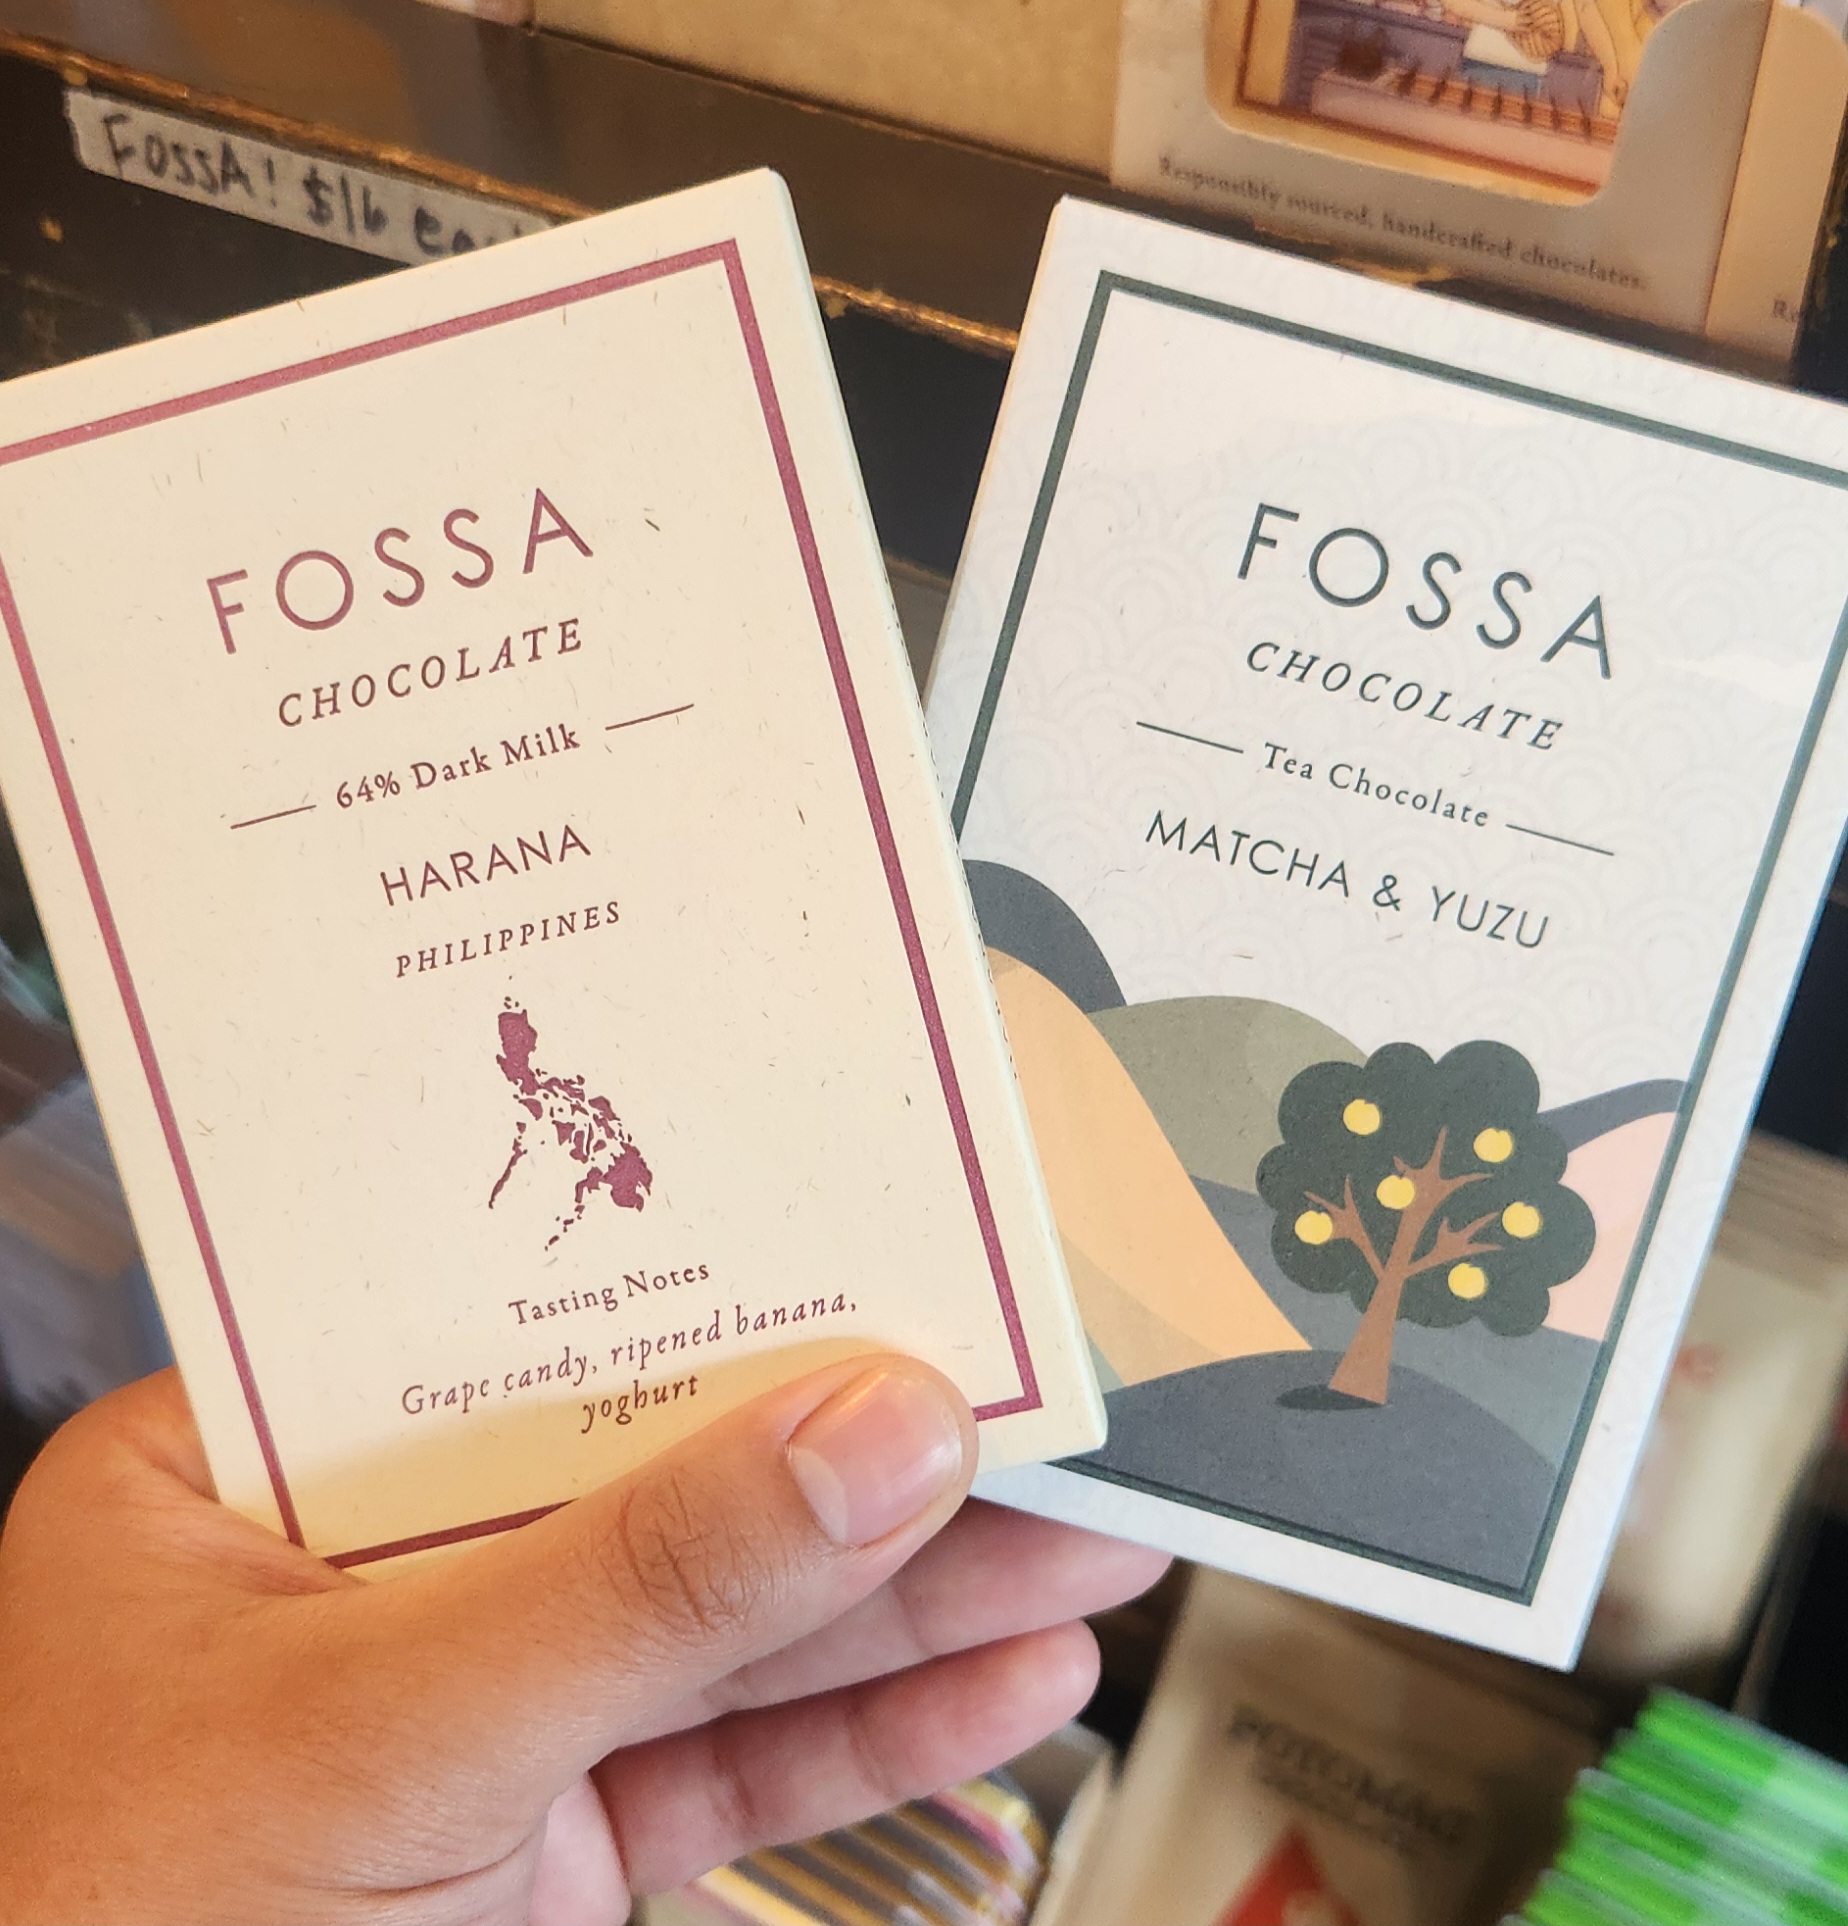 FossA! $16
Responsibly sourced, handcrafted chocolates.
FOSSA
CHOCOLATE
64% Dark Milk
HARANA
PHILIPPINES
Tasting Notes
Grape candy, ripened banana,
yoghurt
FOSSA
CHOCOLATE
Tea Chocolate
MATCHA & YUZU
POTOMAC